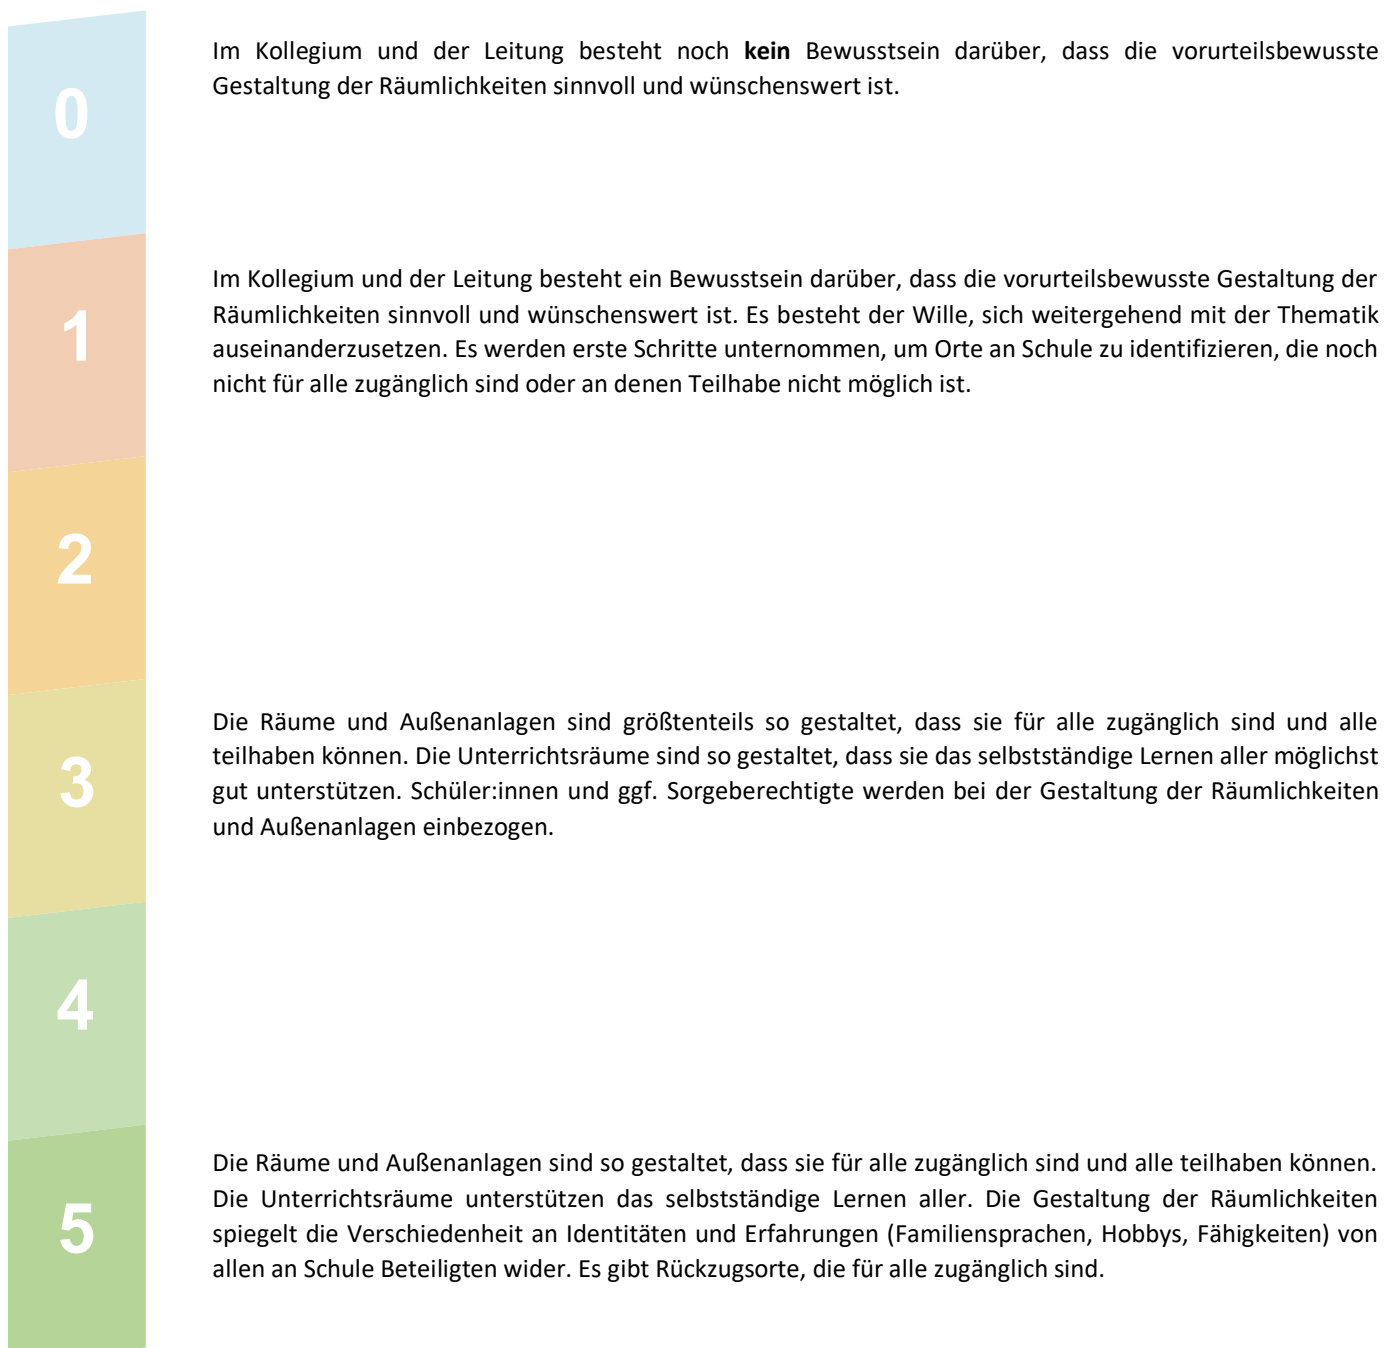 0
Im Kollegium und der Leitung besteht noch kein Bewusstsein darüber, dass die vorurteilsbewusste
Gestaltung der Räumlichkeiten sinnvoll und wünschenswert ist.
1
Im Kollegium und der Leitung besteht ein Bewusstsein darüber, dass die vorurteilsbewusste Gestaltung der
Räumlichkeiten sinnvoll und wünschenswert ist. Es besteht der Wille, sich weitergehend mit der Thematik
auseinanderzusetzen. Es werden erste Schritte unternommen, um Orte an Schule zu identifizieren, die noch
nicht für alle zugänglich sind oder an denen Teilhabe nicht möglich ist.
2
3
Die Räume und Außenanlagen sind größtenteils so gestaltet, dass sie für alle zugänglich sind und alle
teilhaben können. Die Unterrichtsräume sind so gestaltet, dass sie das selbstständige Lernen aller möglichst
gut unterstützen. Schüler:innen und ggf. Sorgeberechtigte werden bei der Gestaltung der Räumlichkeiten
und Außenanlagen einbezogen.
4
5
Die Räume und Außenanlagen sind so gestaltet, dass sie für alle zugänglich sind und alle teilhaben können.
Die Unterrichtsräume unterstützen das selbstständige Lernen aller. Die Gestaltung der Räumlichkeiten
spiegelt die Verschiedenheit an Identitäten und Erfahrungen (Familiensprachen, Hobbys, Fähigkeiten) von
allen an Schule Beteiligten wider. Es gibt Rückzugsorte, die für alle zugänglich sind.